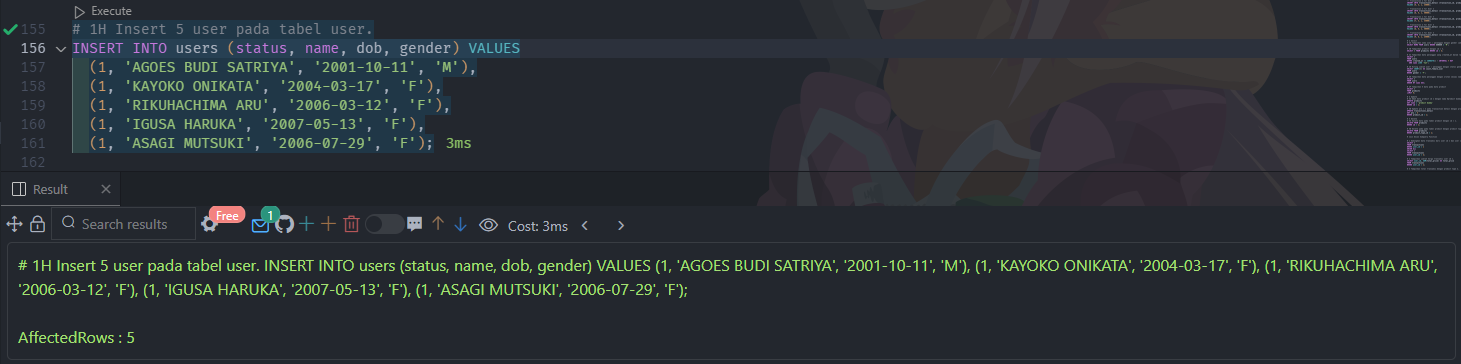 Execute
155 # 1H Insert 5 user pada tabel user.
156 INSERT INTO users (status, name, dob, gender) VALUES
157 (1, 'AGOES BUDI SATRIYA', '2001-10-11', 'M'),
158 (1, 'KAYOKO ONIKATA', '2004-03-17', 'F'),
159 (1, 'RIKUHACHIMA ARU', '2006-03-12', 'F'),
160 (1, 'IGUSA HARUKA', '2007-05-13', 'F'),
161 (1, 'ASAGI MUTSUKI', '2006-07-29', 'F'); 3ms
162
Result
Search results Free 1 Cost: 3ms
# 1H Insert 5 user pada tabel user. INSERT INTO users (status, name, dob, gender) VALUES (1, 'AGOES BUDI SATRIYA', '2001-10-11', 'M'), (1, 'KAYOKO ONIKATA', '2004-03-17', 'F'), (1, 'RIKUHACHIMA ARU',
'2006-03-12', 'F'), (1, 'IGUSA HARUKA', '2007-05-13', 'F'), (1, 'ASAGI MUTSUKI', '2006-07-29', 'F');
AffectedRows : 5